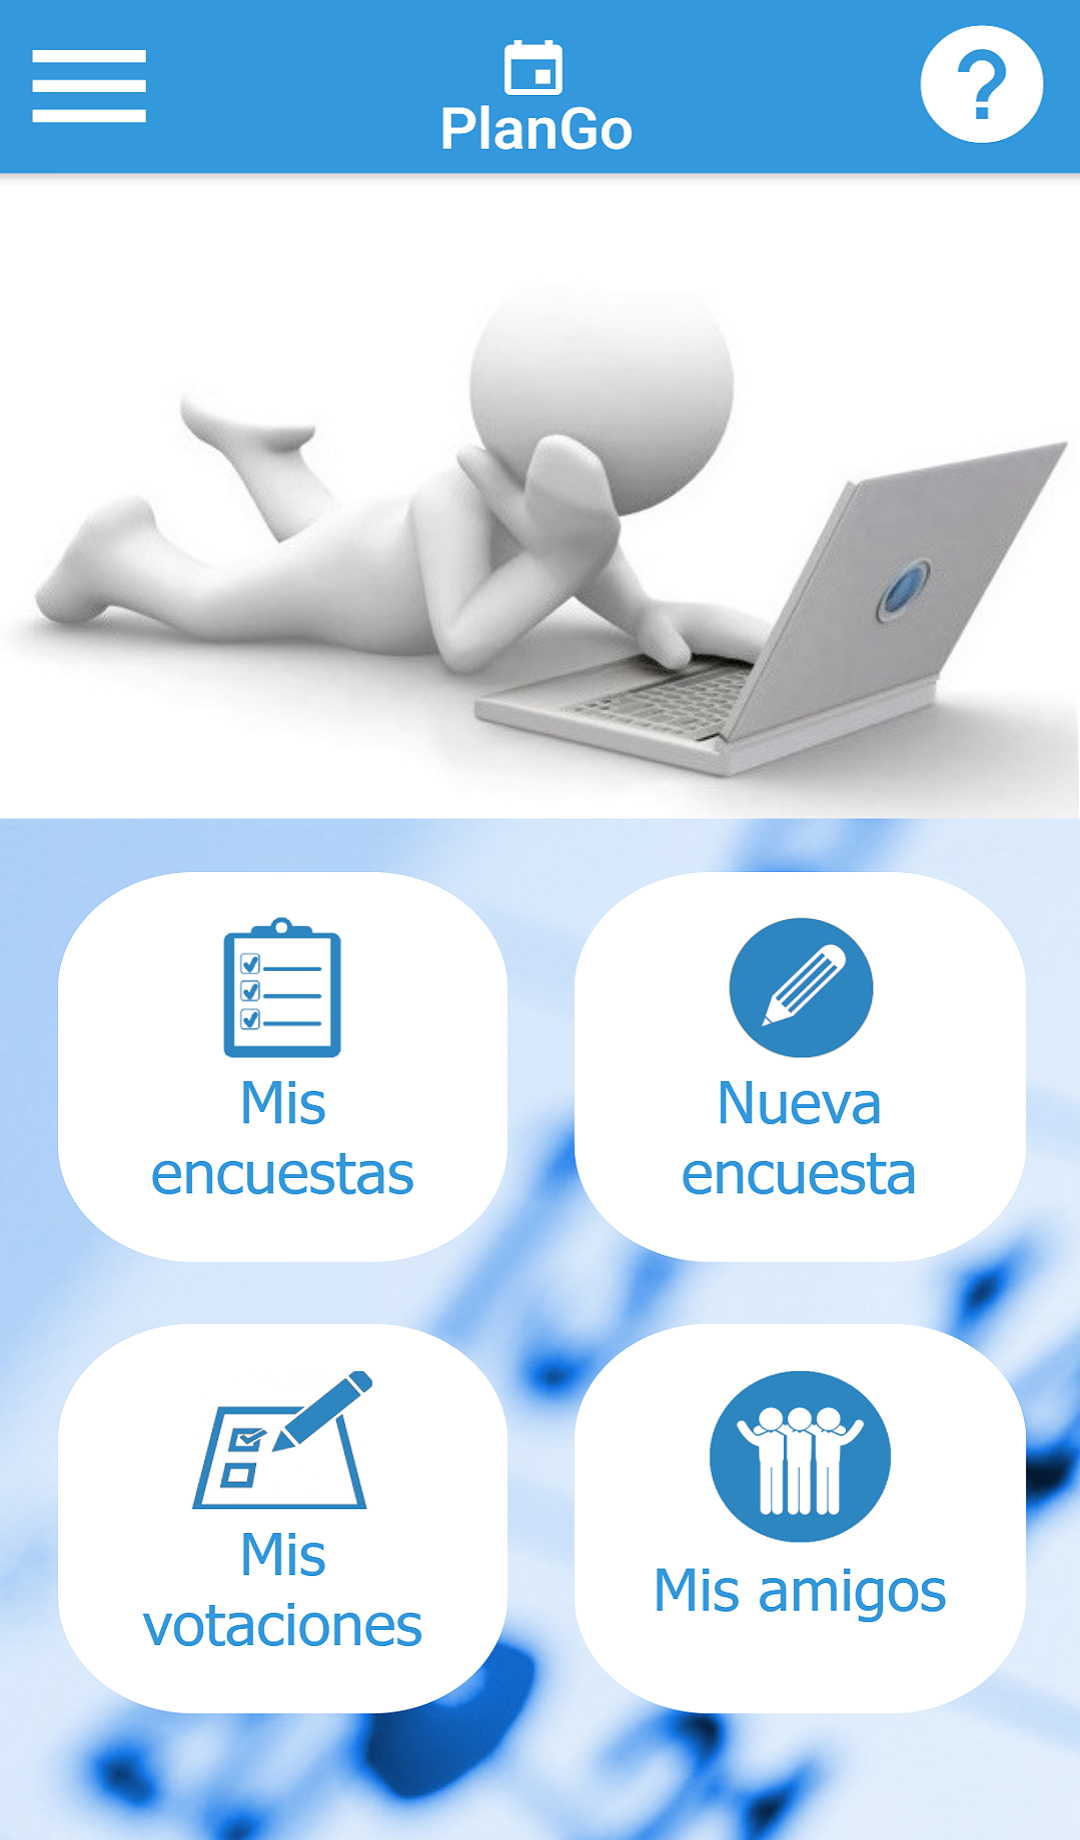 PlanGo
?
Mis
encuestas
Nueva
encuesta
Mis
votaciones
Mis amigos